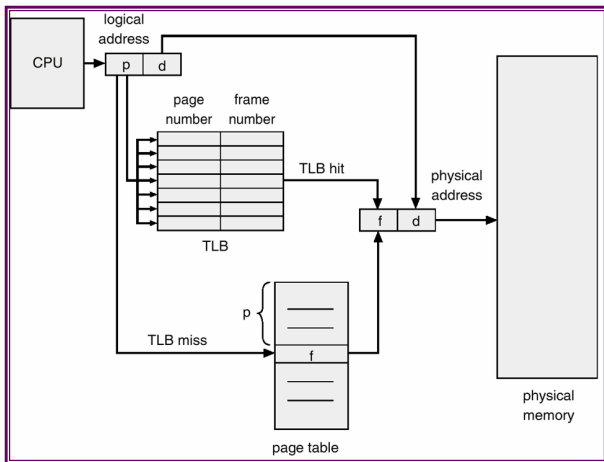 logical
address
CPU
p
d
page
number
frame
number
TLB hit
physical
address
f
d
TLB
p
TLB miss
f
physical
memory
page table